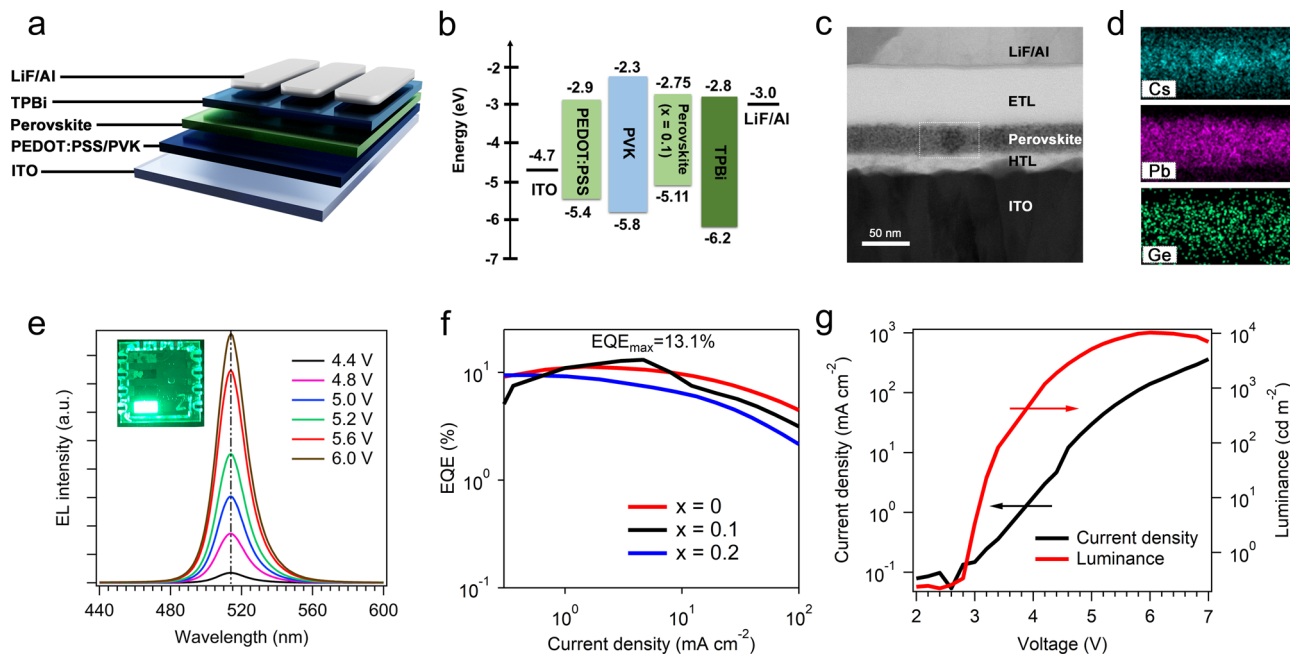 a
LiF/Al
TPBi
Perovskite
PEDOT:PSS/PVK
ITO
b
Energy (eV)
-2
-3
-4
-5
-6
-7
-4.7
ITO
-2.9
PEDOT:PSS
-5.4
-2.3
PVK
-5.8
-2.75
Perovskite
(x = 0.1)
-5.11
-2.8
TPBi
-6.2
-3.0
LiF/Al
c
LiF/Al
ETL
Perovskite
HTL
ITO
50 nm
d
Cs
Pb
Ge
e
EL intensity (a.u.)
4.4 V
4.8 V
5.0 V
5.2 V
5.6 V
6.0 V
440
480
520
560
600
Wavelength (nm)
f
EQE (%)
10¹
10⁰
10⁻¹
EQEmax=13.1%
x = 0
x = 0.1
x = 0.2
10⁰
10¹
10²
Current density (mA cm⁻²)
g
Current density (mA cm⁻²)
10³
10²
10¹
10⁰
10⁻¹
Current density
Luminance
10⁴
10³
10²
10¹
10⁰
Luminance (cd m⁻²)
2
3
4
5
6
7
Voltage (V)